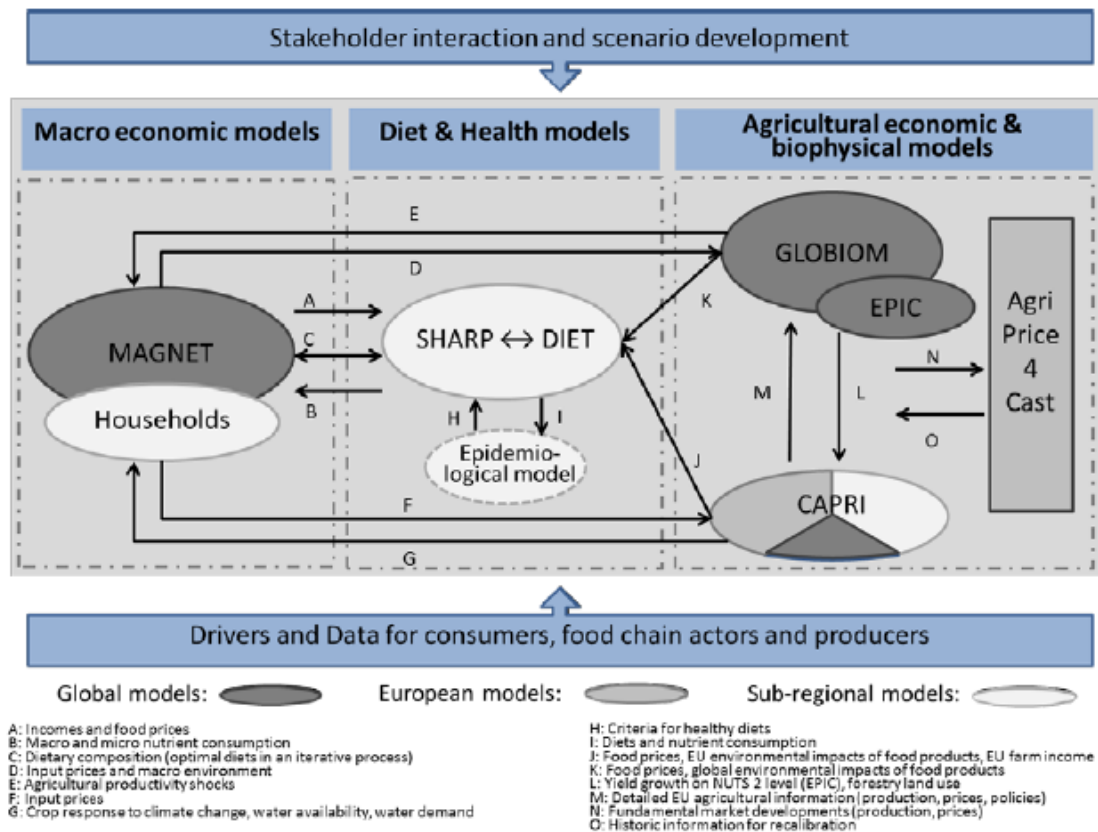 Stakeholder interaction and scenario development
Macro economic models
Diet & Health models
Agricultural economic &
biophysical models
E
D
GLOBIOM
EPIC
Agri
Price
4
Cast
K
A
C
B
MAGNET
Households
SHARP ↔ DIET
H
I
Epidemio-
logical model
N
M
L
O
J
F
CAPRI
G
Drivers and Data for consumers, food chain actors and producers
Global models:
European models:
Sub-regional models:
A: Incomes and food prices
B: Macro and micro nutrient consumption
C: Dietary composition (optimal diets in an iterative process)
D: Input prices and macro environment
E: Agricultural productivity shocks
F: Input prices
G: Crop response to climate change, water availability, water demand
H: Criteria for healthy diets
I: Diets and nutrient consumption
J: Food prices, EU environmental impacts of food products, EU farm income
K: Food prices, global environmental impacts of food products
L: Yield growth on NUTS 2 level (EPIC), forestry land use
M: Detailed EU agricultural information (production, prices, policies)
N: Fundamental market developments (production, prices)
O: Historic information for recalibration